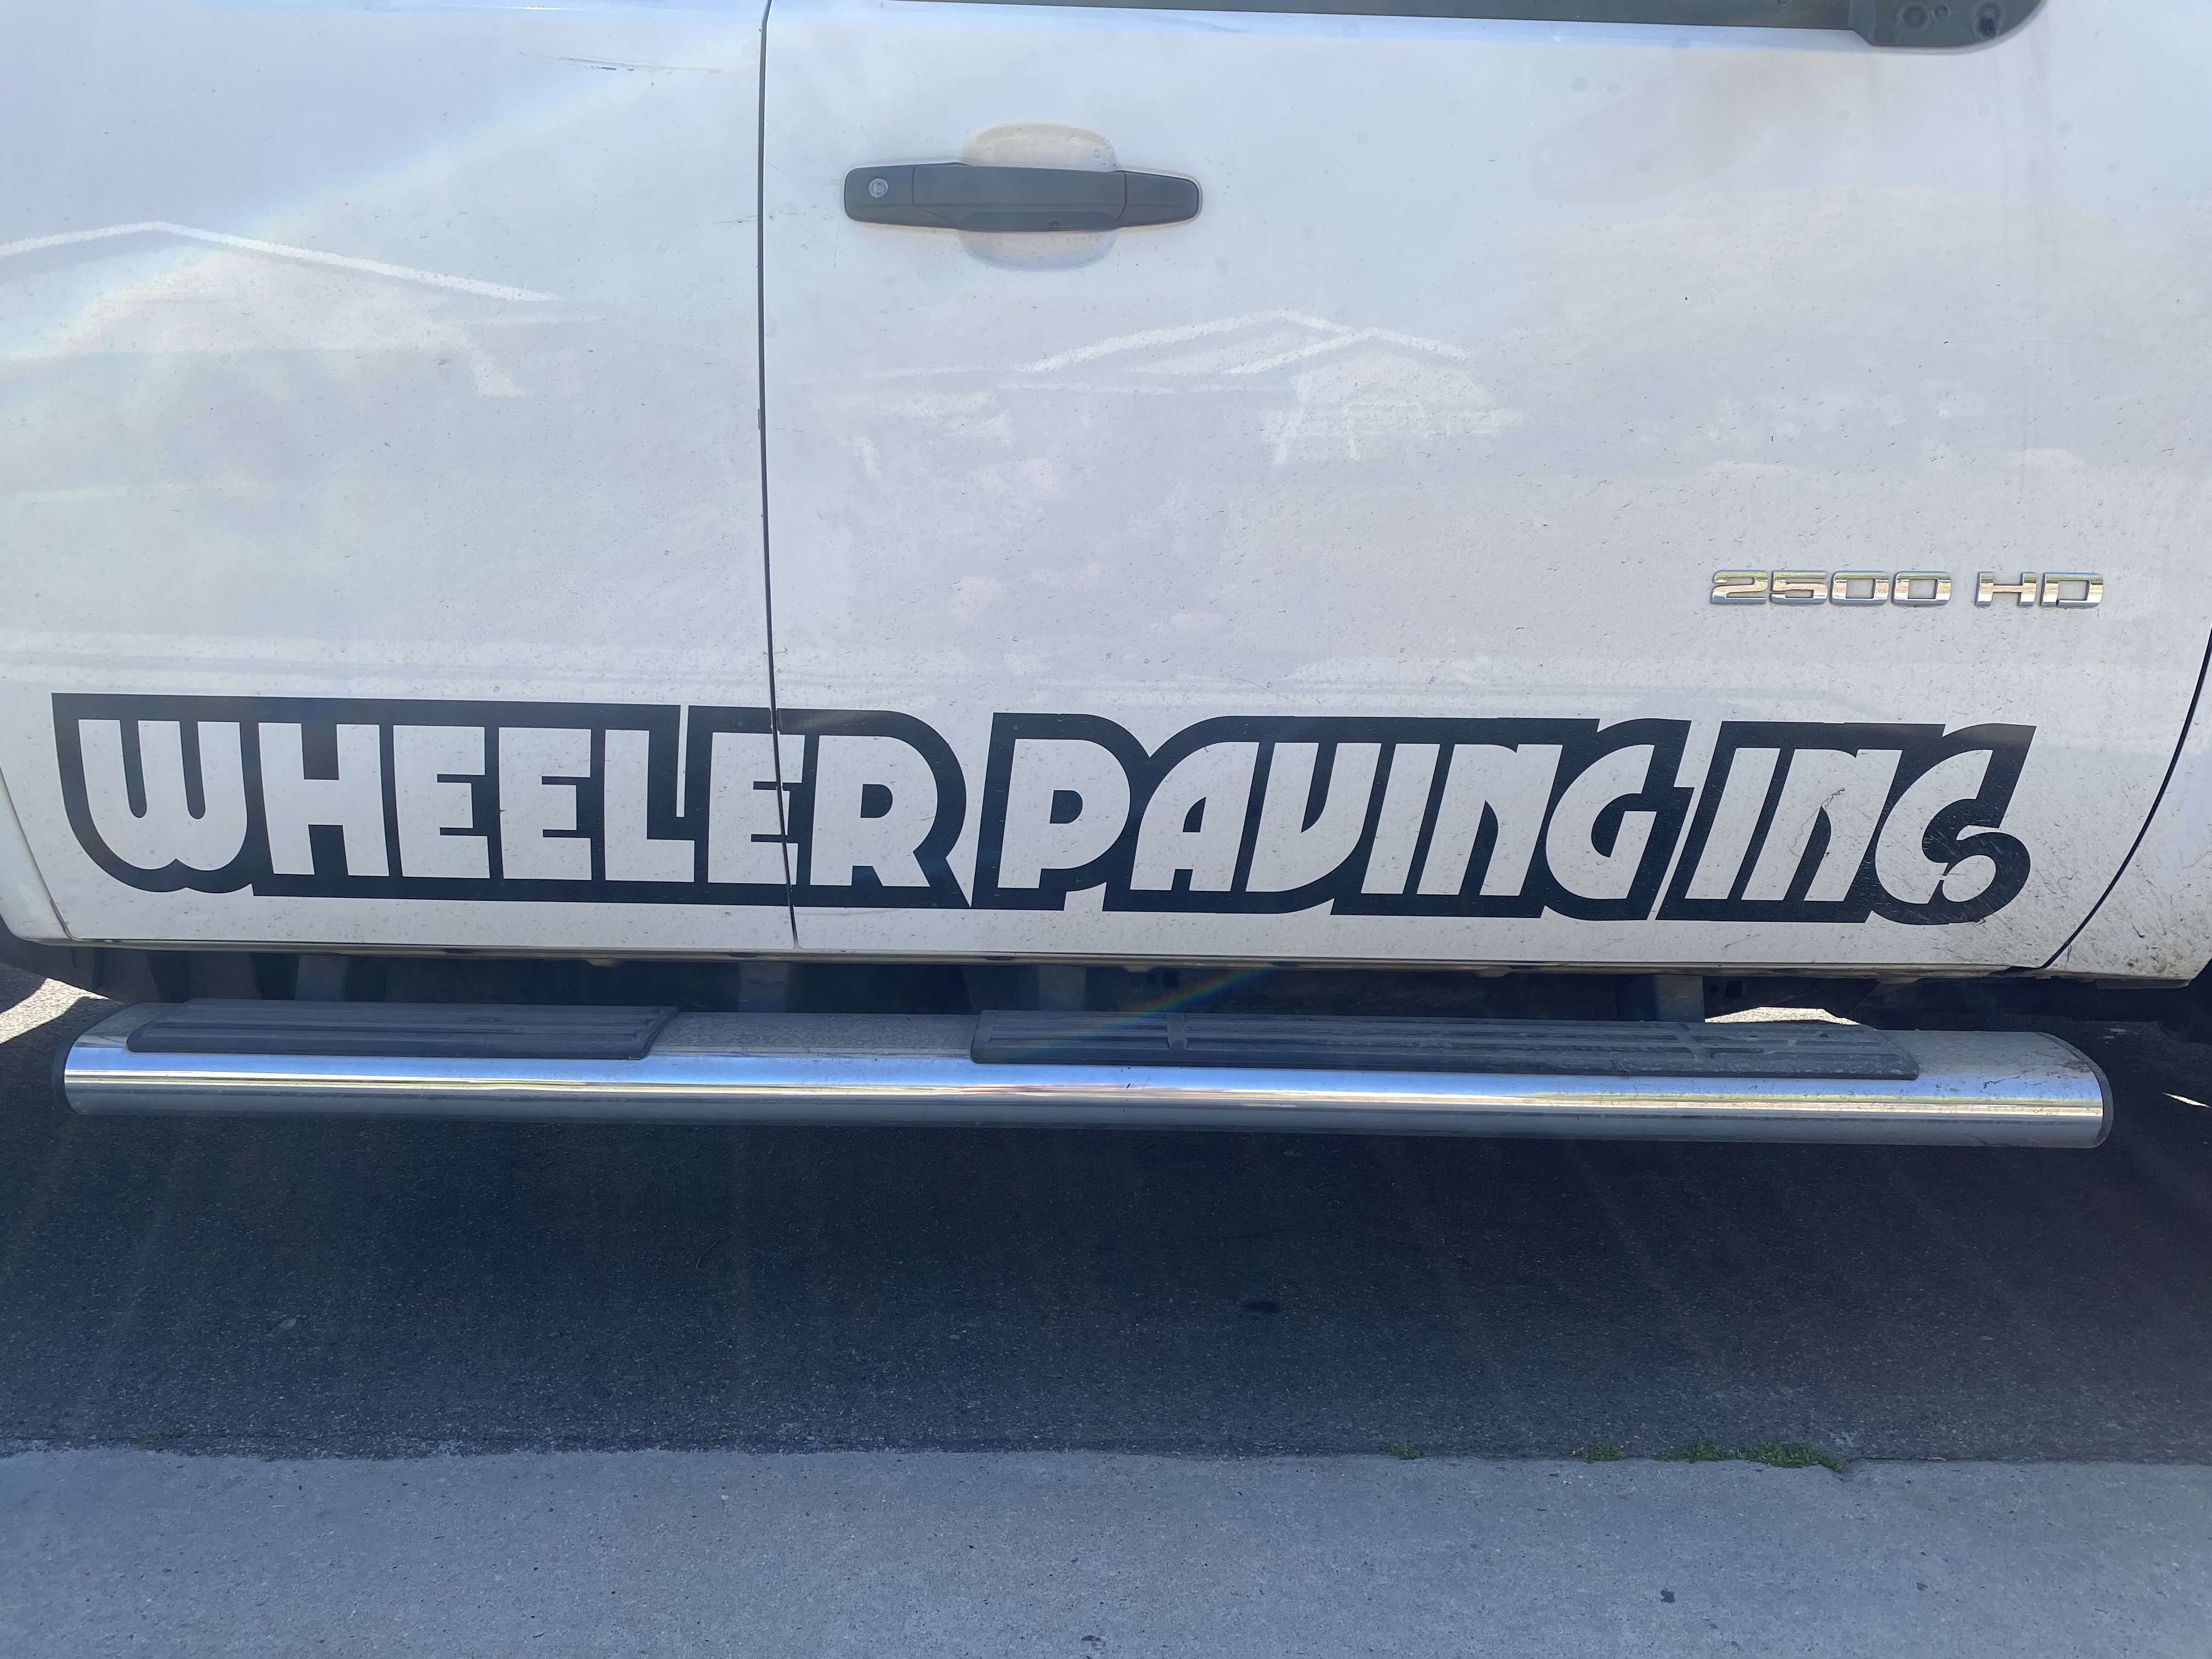 2500 HD
WHEELER PAVING INC.